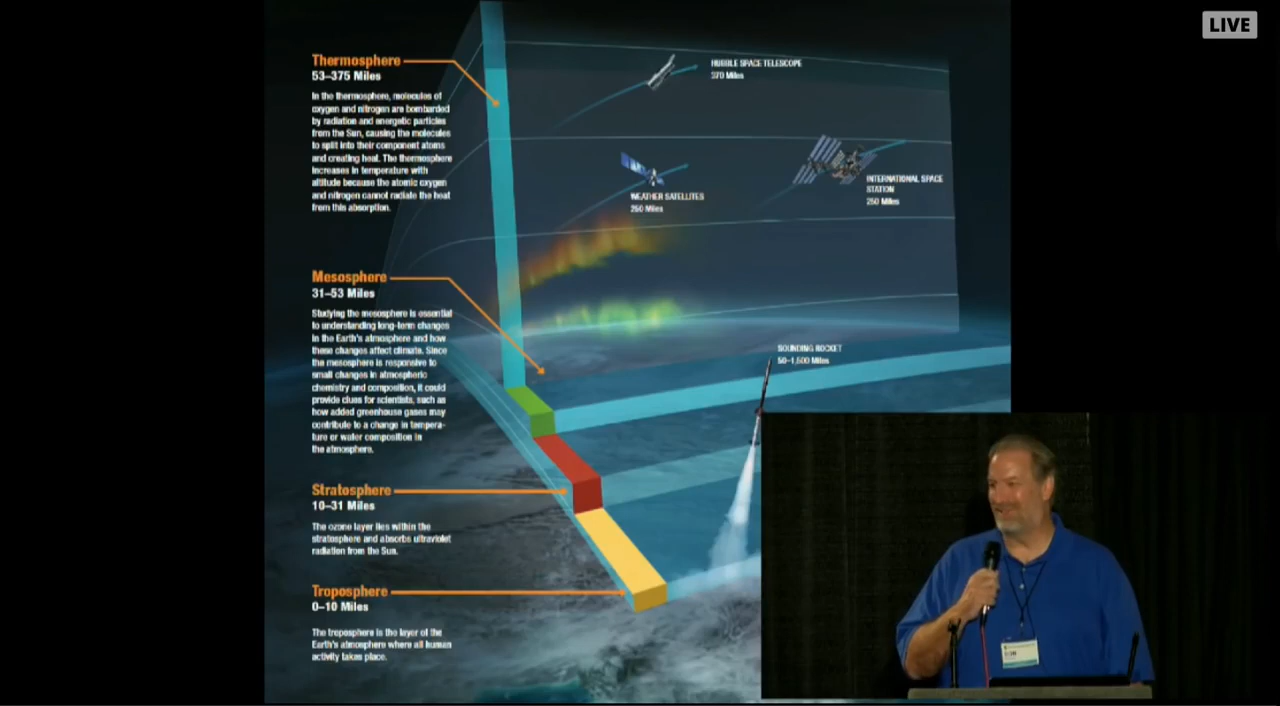 LIVE
Thermosphere
53–375 Miles
In the thermosphere, molecules of
oxygen and nitrogen are bombarded
by radiation and energetic particles
from the Sun, causing the molecules
to split into their component atoms
and creating heat. The thermosphere
increases in temperature with
altitude because the atomic oxygen
and nitrogen cannot radiate the heat
from this absorption.
HUBBLE SPACE TELESCOPE
370 Miles
WEATHER SATELLITES
250 Miles
INTERNATIONAL SPACE
STATION
250 Miles
Mesosphere
31–53 Miles
Studying the mesosphere is essential
to understanding long-term changes
in the Earth's atmosphere and how
these changes affect climate. Since
the mesosphere is responsive to
small changes in atmospheric
chemistry and composition, it could
provide clues for scientists, such as
how added greenhouse gases may
contribute to a change in tempera-
ture or water composition in
the atmosphere.
SOUNDING ROCKET
50–1,500 Miles
Stratosphere
10–31 Miles
The ozone layer lies within the
stratosphere and absorbs ultraviolet
radiation from the Sun.
Troposphere
0–10 Miles
The troposphere is the layer of the
Earth's atmosphere where all human
activity takes place.